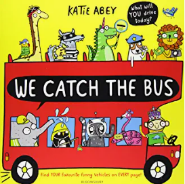 KATIE ABEY
What will
YOU drive
today?
WE CATCH THE BUS
Find YOUR favourite funny vehicles on EVERY page!
BLOOMSBURY